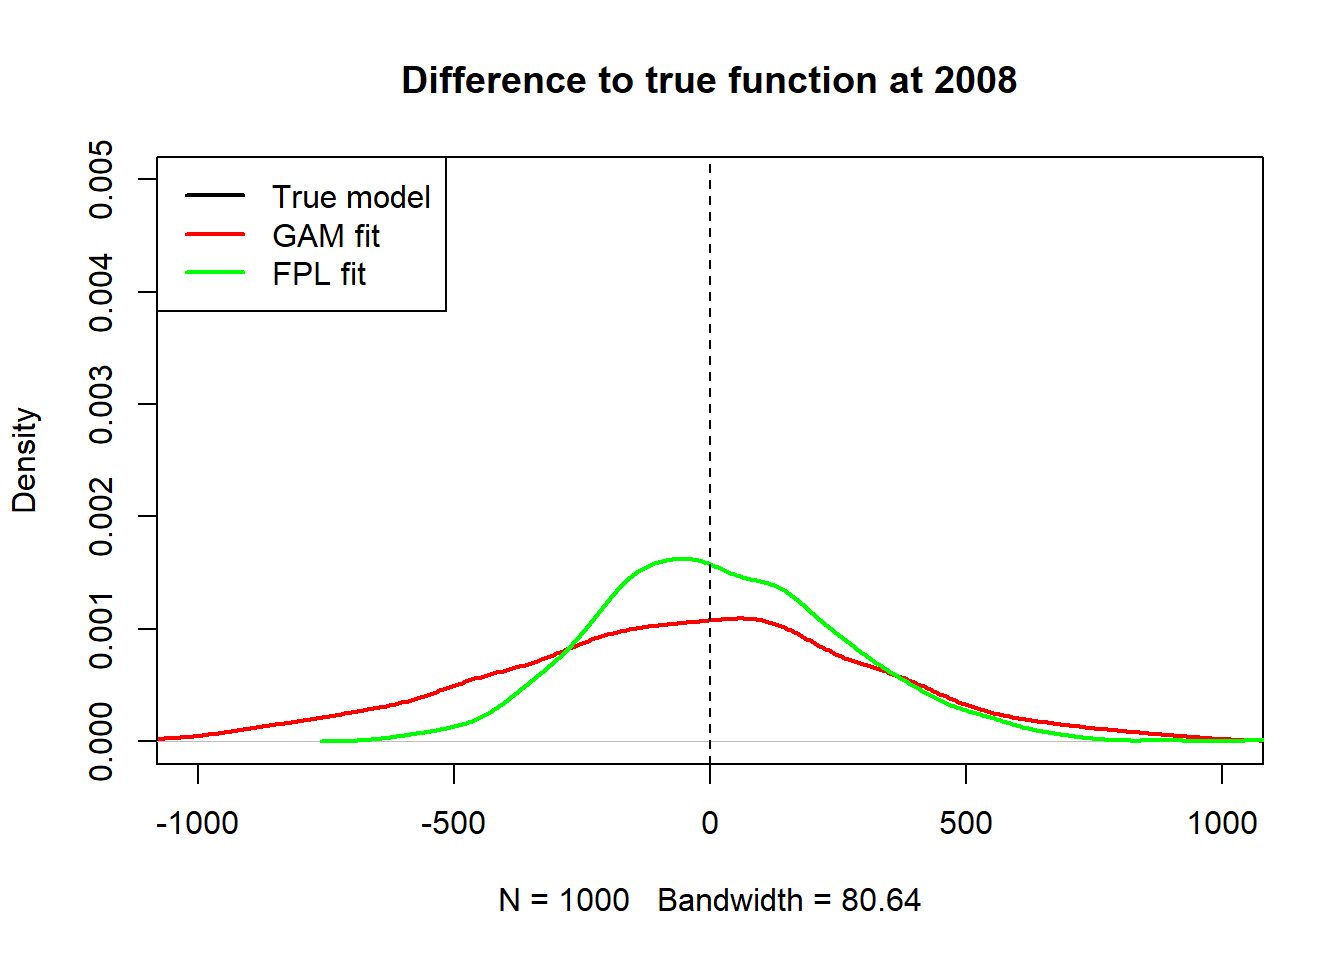 Difference to true function at 2008
True model
GAM fit
FPL fit
Density
0.005
0.004
0.003
0.002
0.001
0.000
-1000 -500 0 500 1000
N = 1000 Bandwidth = 80.64